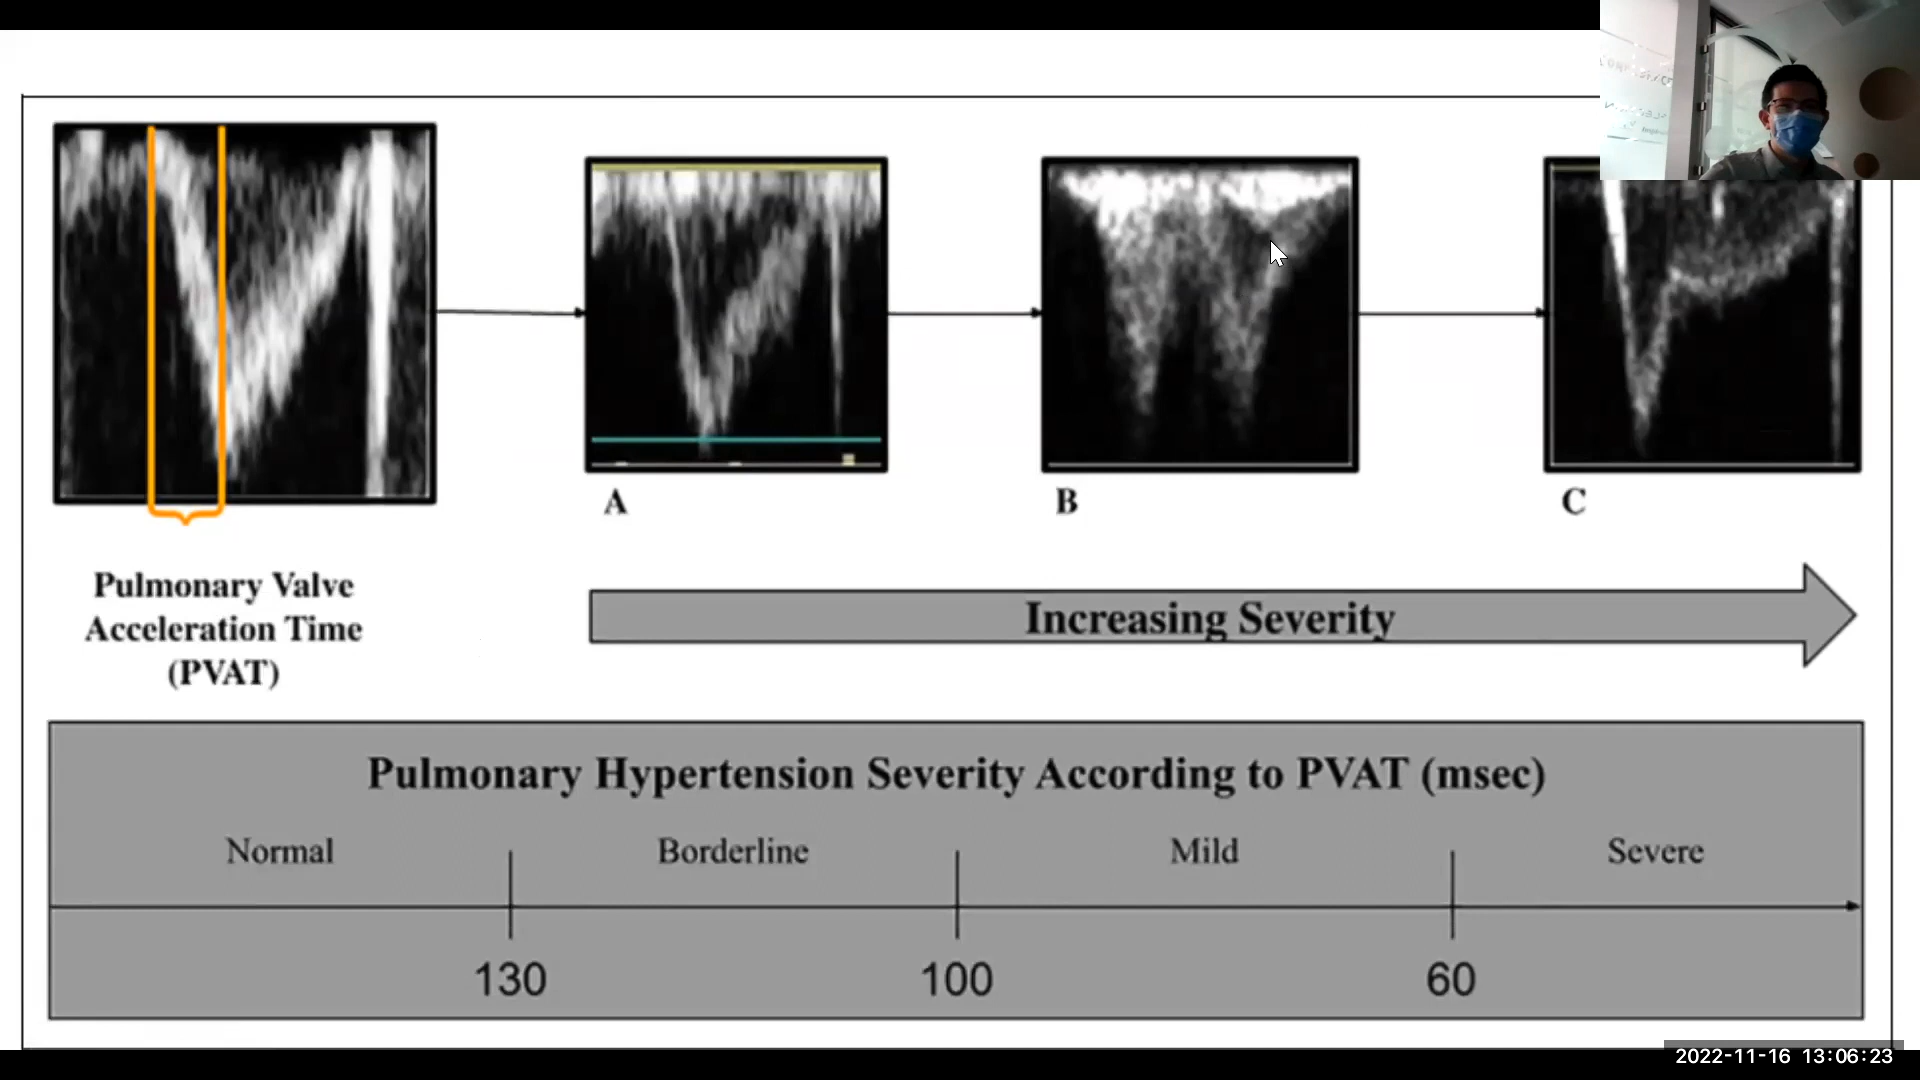 A
B
C
Pulmonary Valve
Acceleration Time
(PVAT)
Increasing Severity
Pulmonary Hypertension Severity According to PVAT (msec)
Normal
Borderline
Mild
Severe
130
100
60
2022-11-16 13:06:23